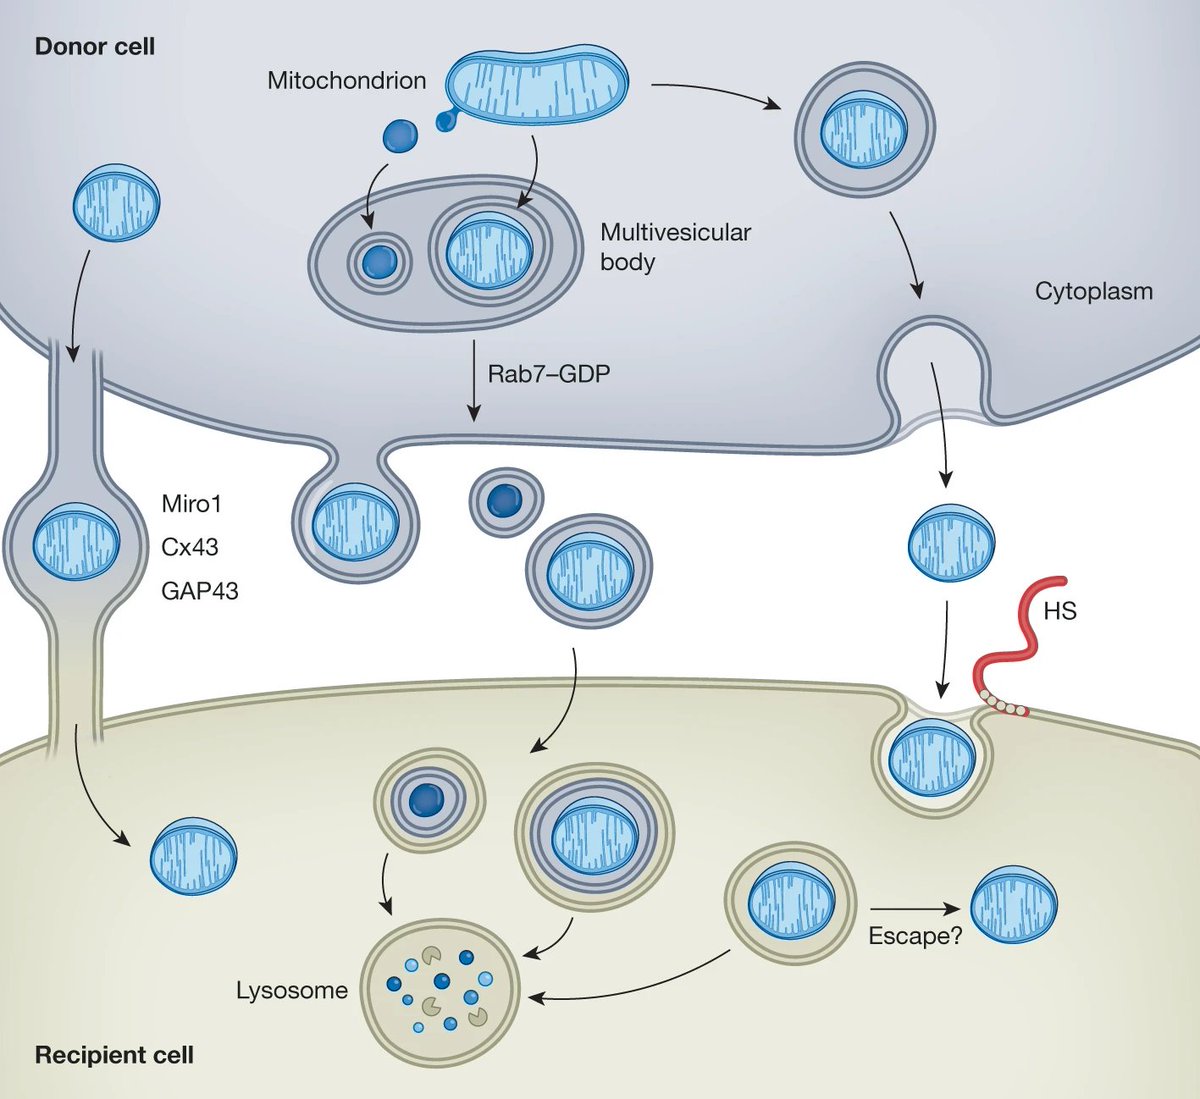 Donor cell
Mitochondrion
Multivesicular
body
Cytoplasm
Rab7–GDP
Miro1
Cx43
GAP43
HS
Escape?
Lysosome
Recipient cell